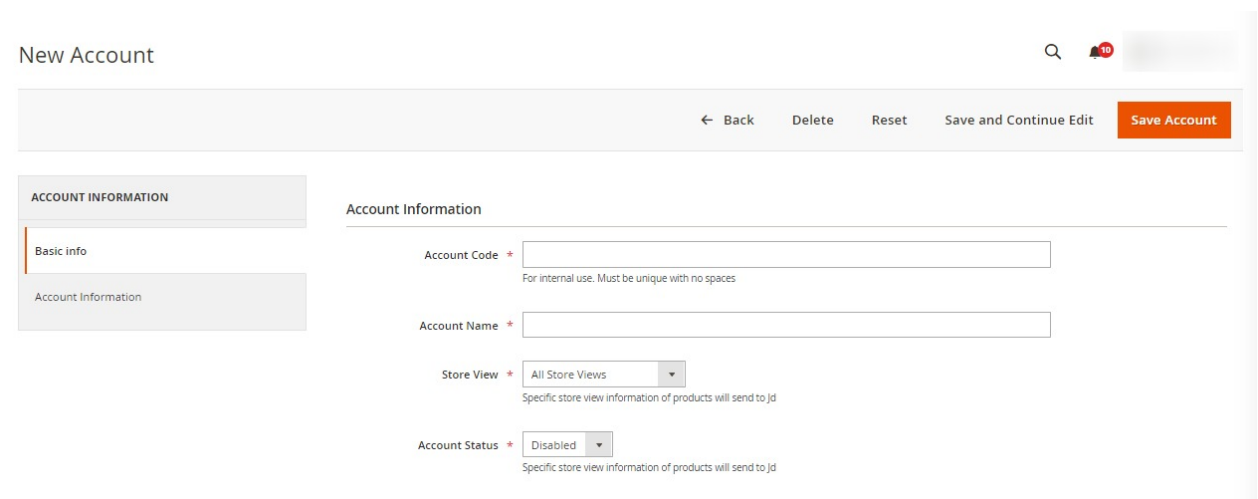 New Account
10
← Back Delete Reset Save and Continue Edit Save Account
ACCOUNT INFORMATION
Basic info
Account Information
Account Information
Account Code *
For internal use. Must be unique with no spaces
Account Name *
Store View * All Store Views
Specific store view information of products will send to Jd
Account Status * Disabled
Specific store view information of products will send to Jd